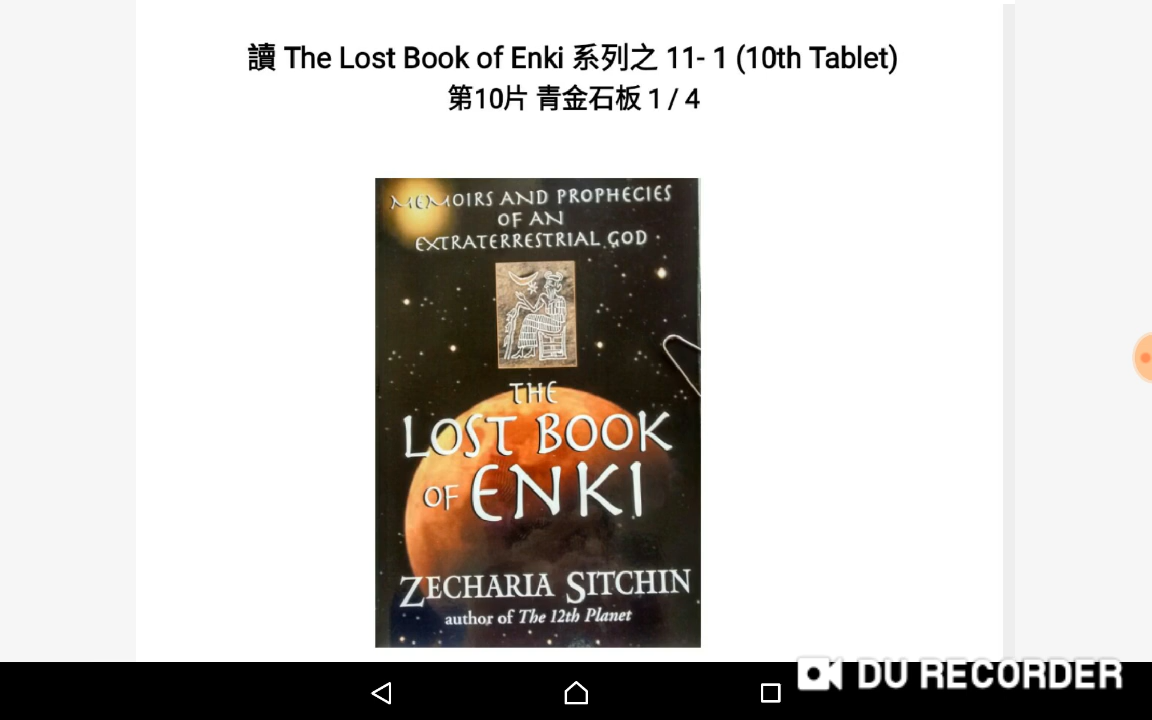 讀 The Lost Book of Enki 系列之 11- 1 (10th Tablet)
第10片 青金石板 1 / 4
MEMOIRS AND PROPHECIES
OF AN
EXTRATERRESTRIAL GOD
THE
LOST BOOK
OF ENKI
ZECHARIA SITCHIN
author of The 12th Planet
DU RECORDER